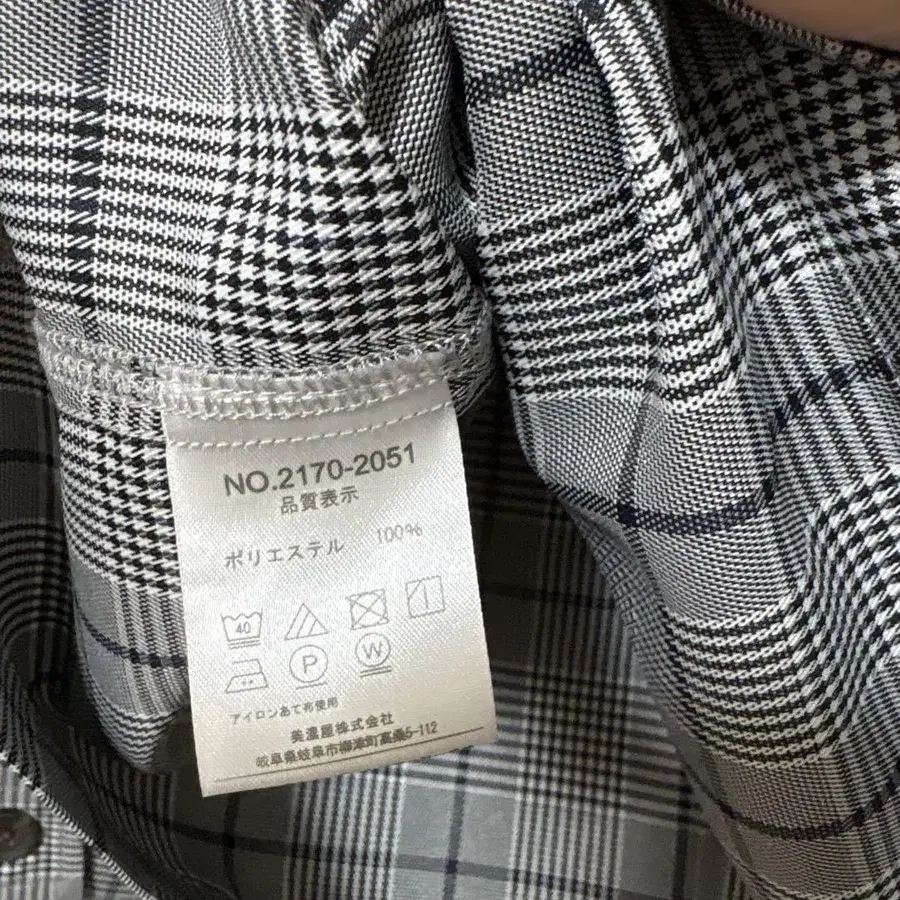 NO.2170-2051
品質表示
ポリエステル 100%
40
P W
アイロンあて布使用
美濃屋株式会社
岐阜県岐阜市柳津町高桑5-112